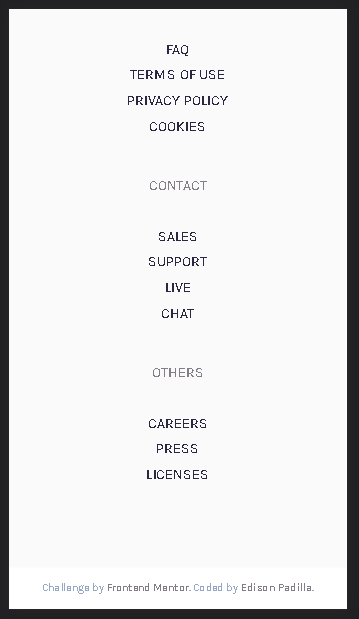 FAQ
TERMS OF USE
PRIVACY POLICY
COOKIES
CONTACT
SALES
SUPPORT
LIVE
CHAT
OTHERS
CAREERS
PRESS
LICENSES
Challenge by Frontend Mentor. Coded by Edison Padilla.